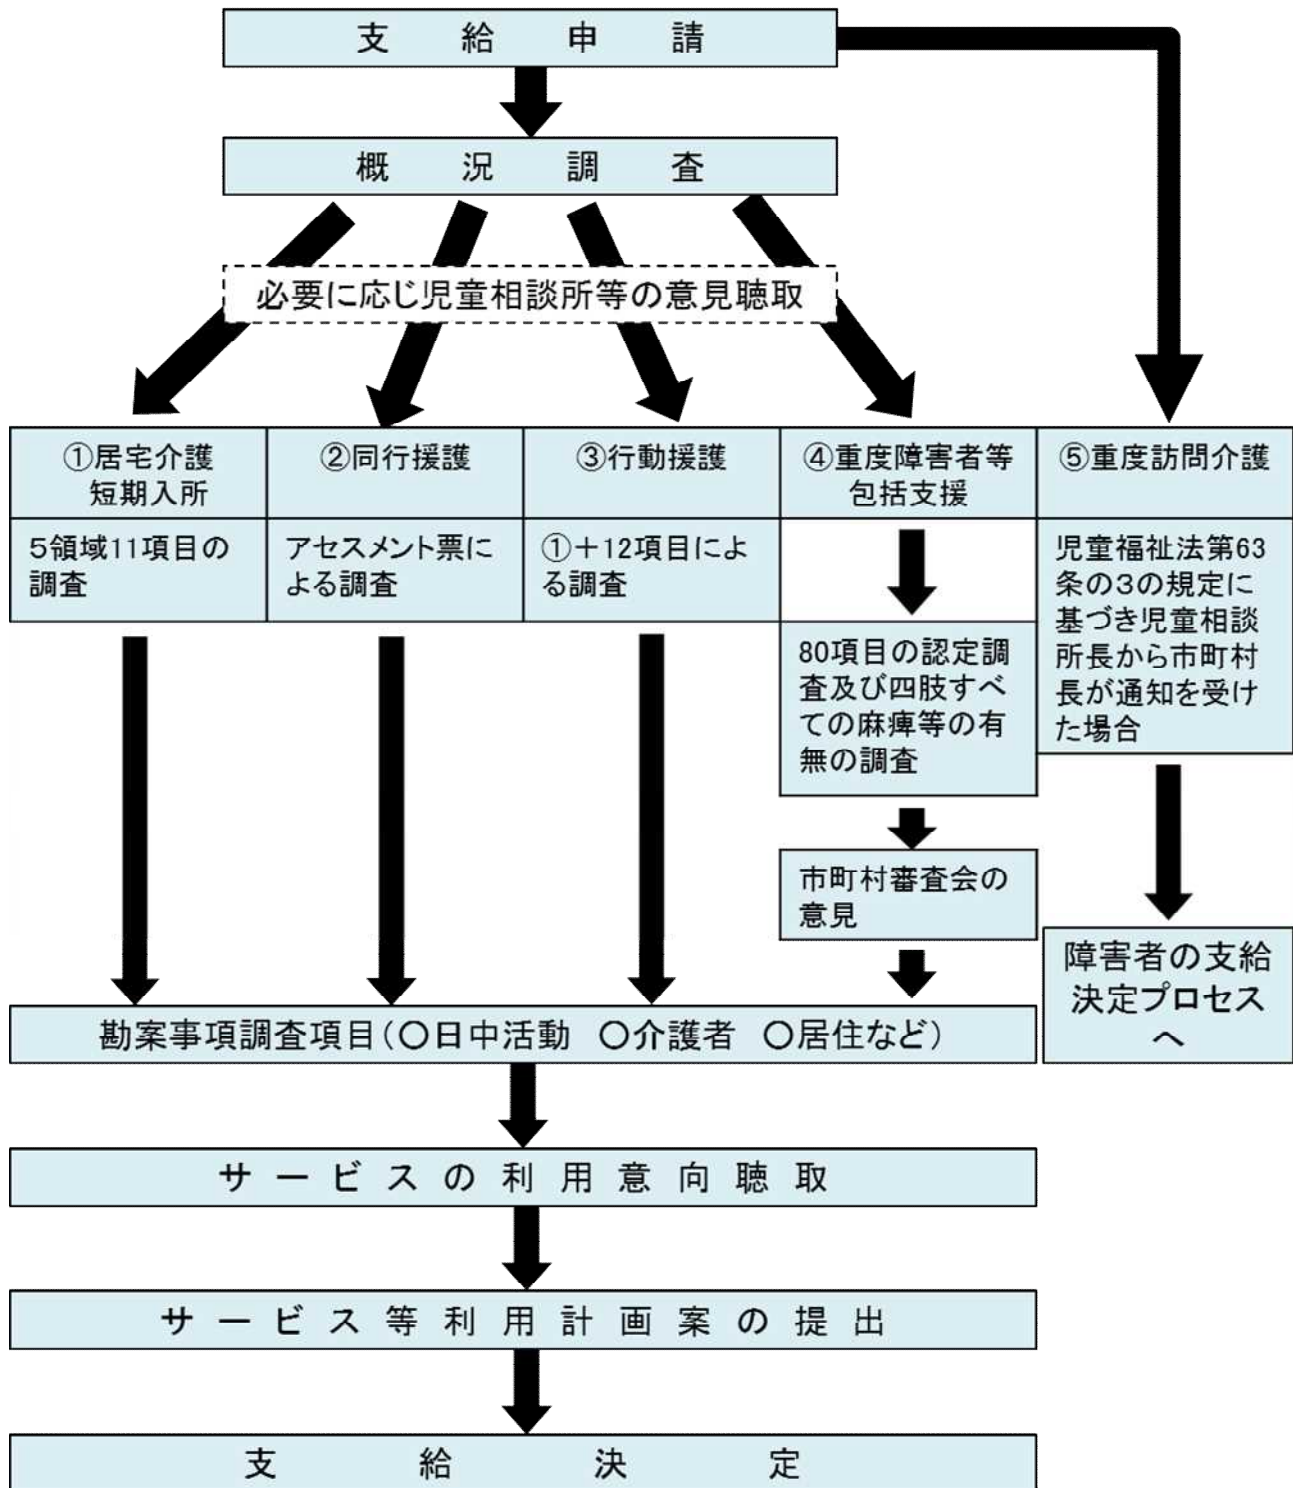 支給申請
概況調査
必要に応じ児童相談所等の意見聴取
①居宅介護
短期入所
5領域11項目の
調査
②同行援護
アセスメント票に
よる調査
③行動援護
①＋12項目によ
る調査
④重度障害者等
包括支援
80項目の認定調
査及び四肢すべ
ての麻痺等の有
無の調査
市町村審査会の
意見
⑤重度訪問介護
児童福祉法第63
条の3の規定に
基づき児童相談
所長から市町村
長が通知を受け
た場合
障害者の支給
決定プロセス
へ
勘案事項調査項目（○日中活動　○介護者　○居住など）
サービスの利用意向聴取
サービス等利用計画案の提出
支給決定